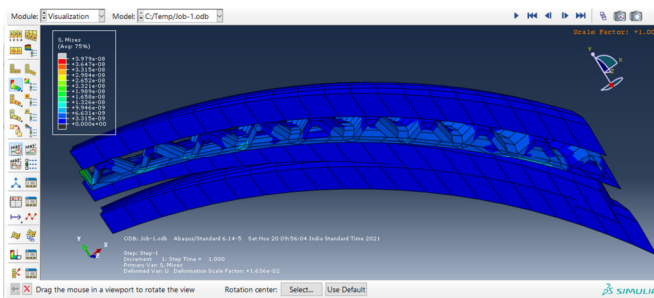 Module: Visualization Model: C:/Temp/Job-1.odb
Scale Factor: +1.00
S, Mises
(Avg: 75%)
+3.979e-08
+3.647e-08
+3.315e-08
+2.984e-08
+2.652e-08
+2.321e-08
+1.989e-08
+1.658e-08
+1.326e-08
+9.946e-09
+6.631e-09
+3.315e-09
+0.000e+00
Y
X
Z
Y
X
ODB: Job-1.odb Abaqus/Standard 6.14-5 Sat Nov 20 09:56:04 India Standard Time 2021
Step: Step-1
Increment 1: Step Time = 1.000
Primary Var: S, Mises
Deformed Var: U Deformation Scale Factor: +1.636e-02
Drag the mouse in a viewport to rotate the view Rotation center: Select... Use Default
SIMULIA